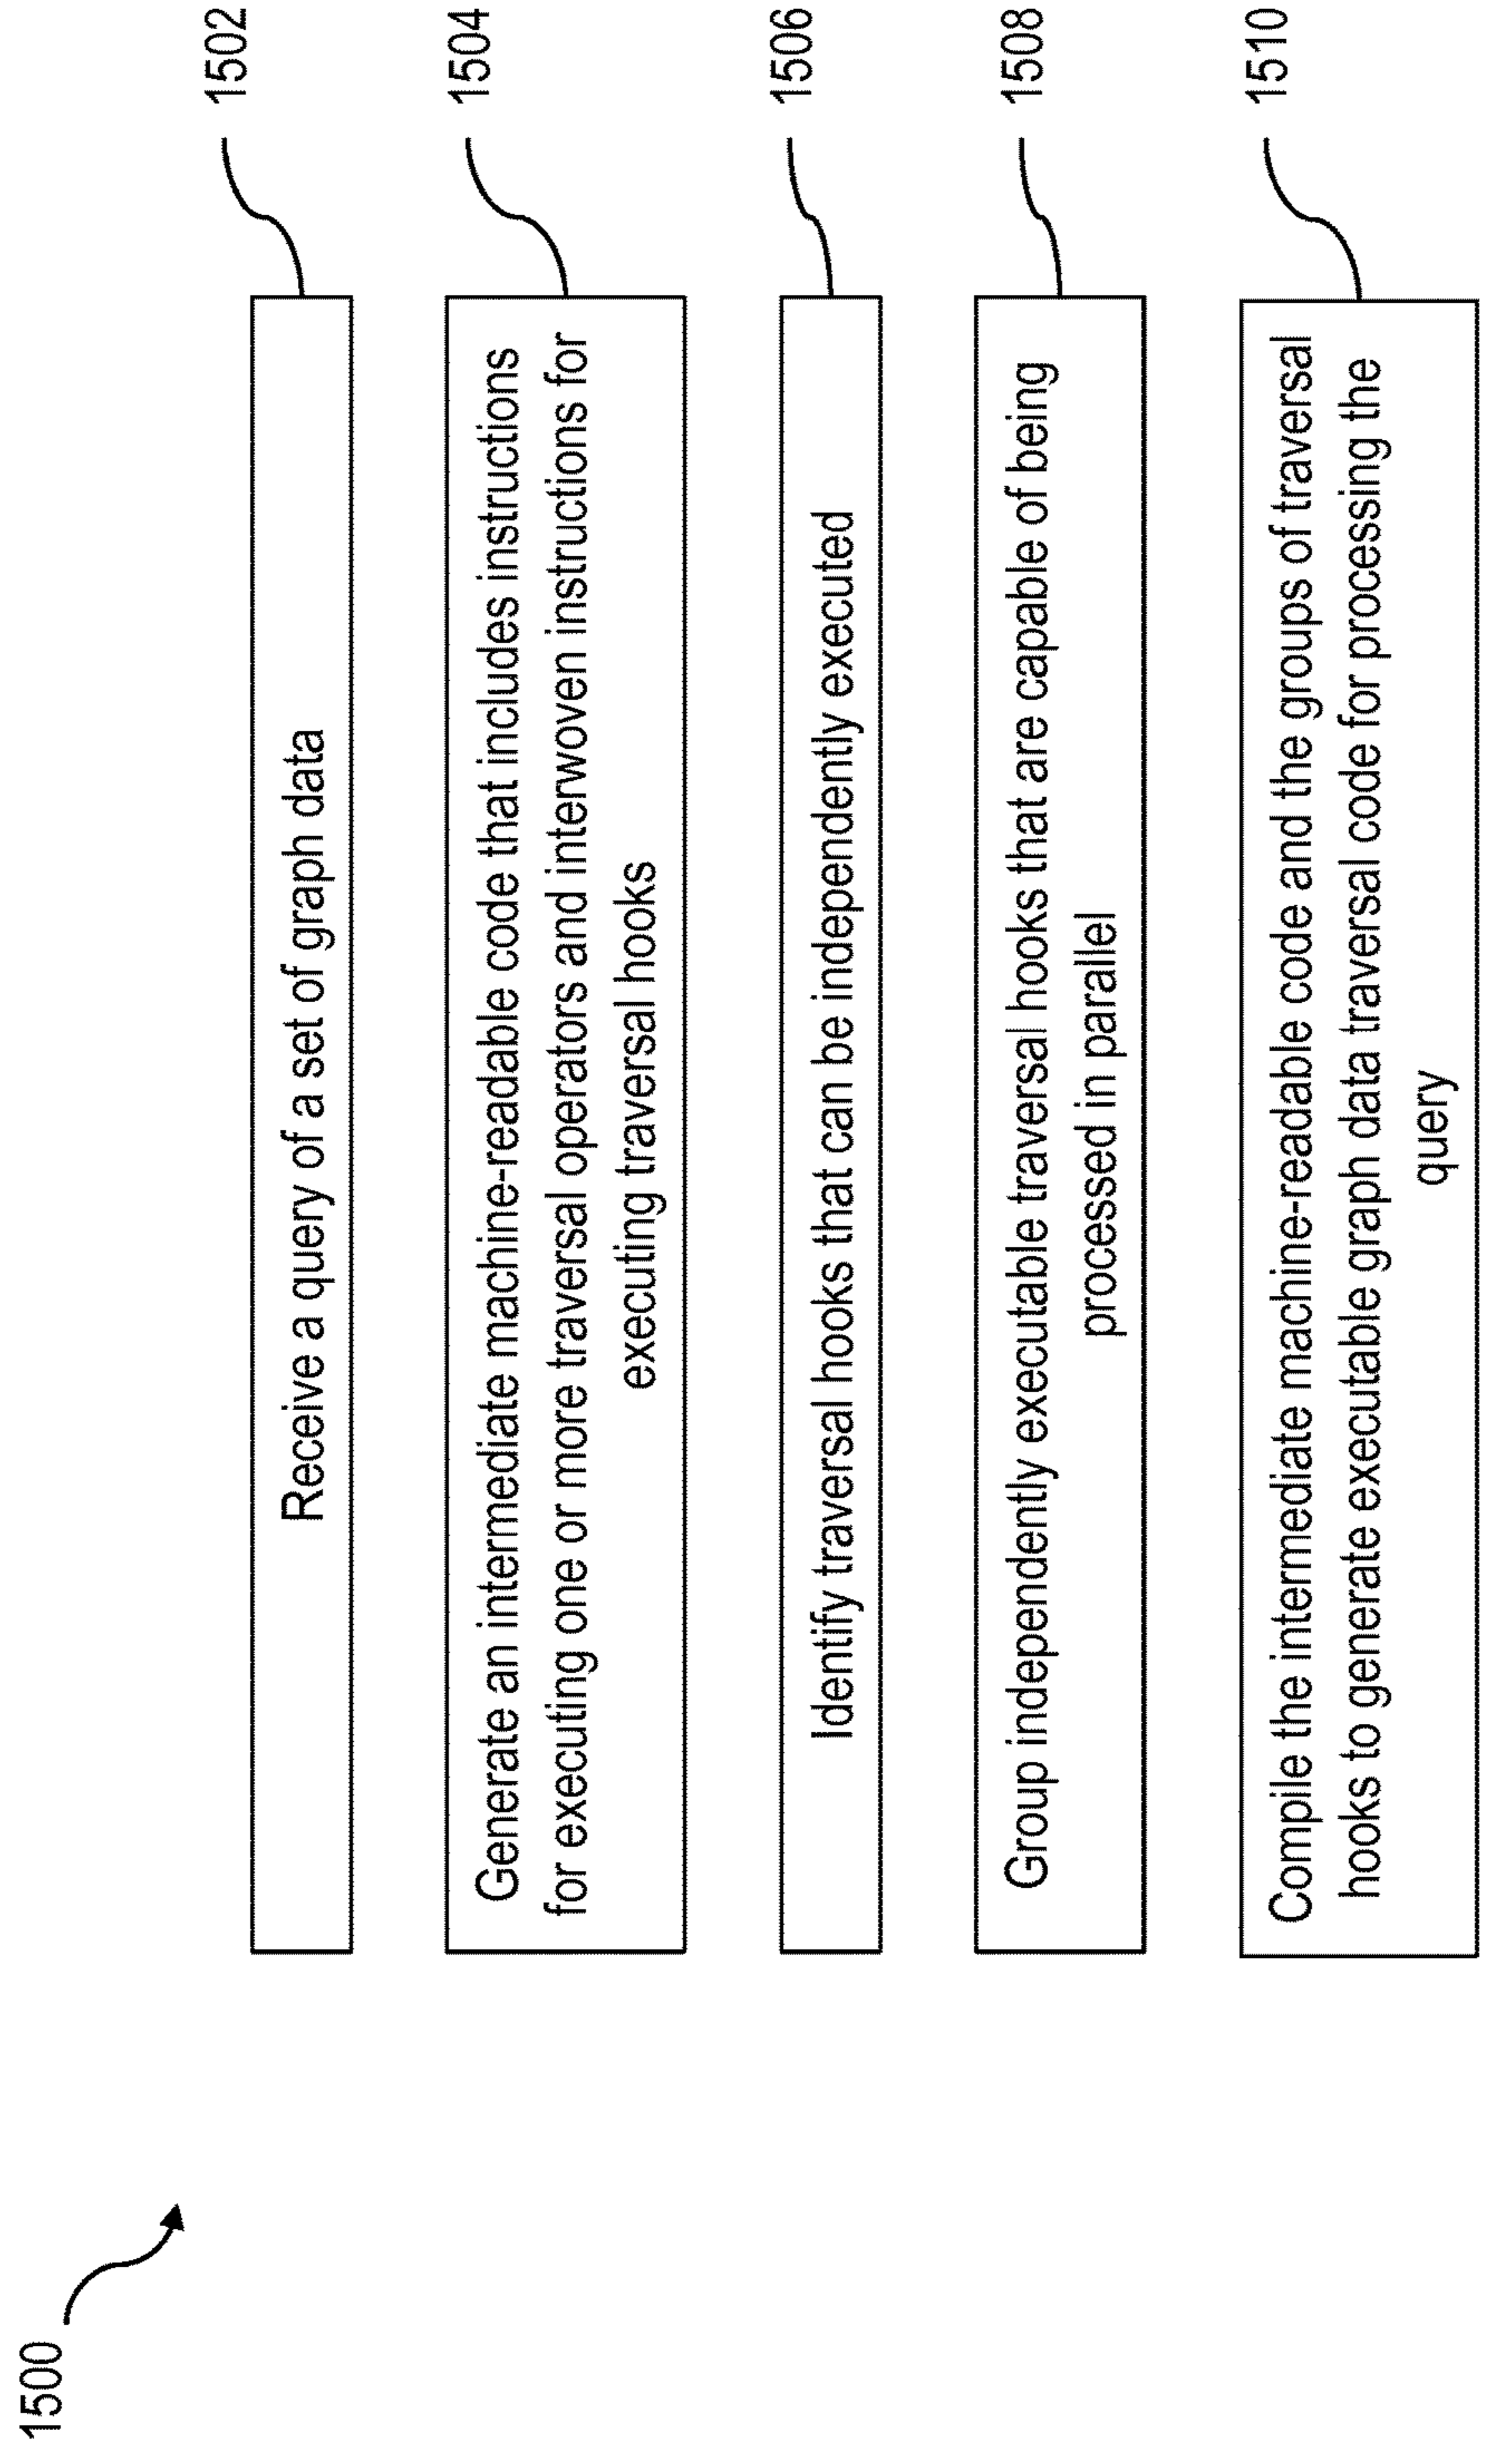 1500
Receive a query of a set of graph data
1502
Generate an intermediate machine-readable code that includes instructions
for executing one or more traversal operators and interwoven instructions for
executing traversal hooks
1504
Identify traversal hooks that can be independently executed
1506
Group independently executable traversal hooks that are capable of being
processed in parallel
1508
Compile the intermediate machine-readable code and the groups of traversal
hooks to generate executable graph data traversal code for processing the
query
1510